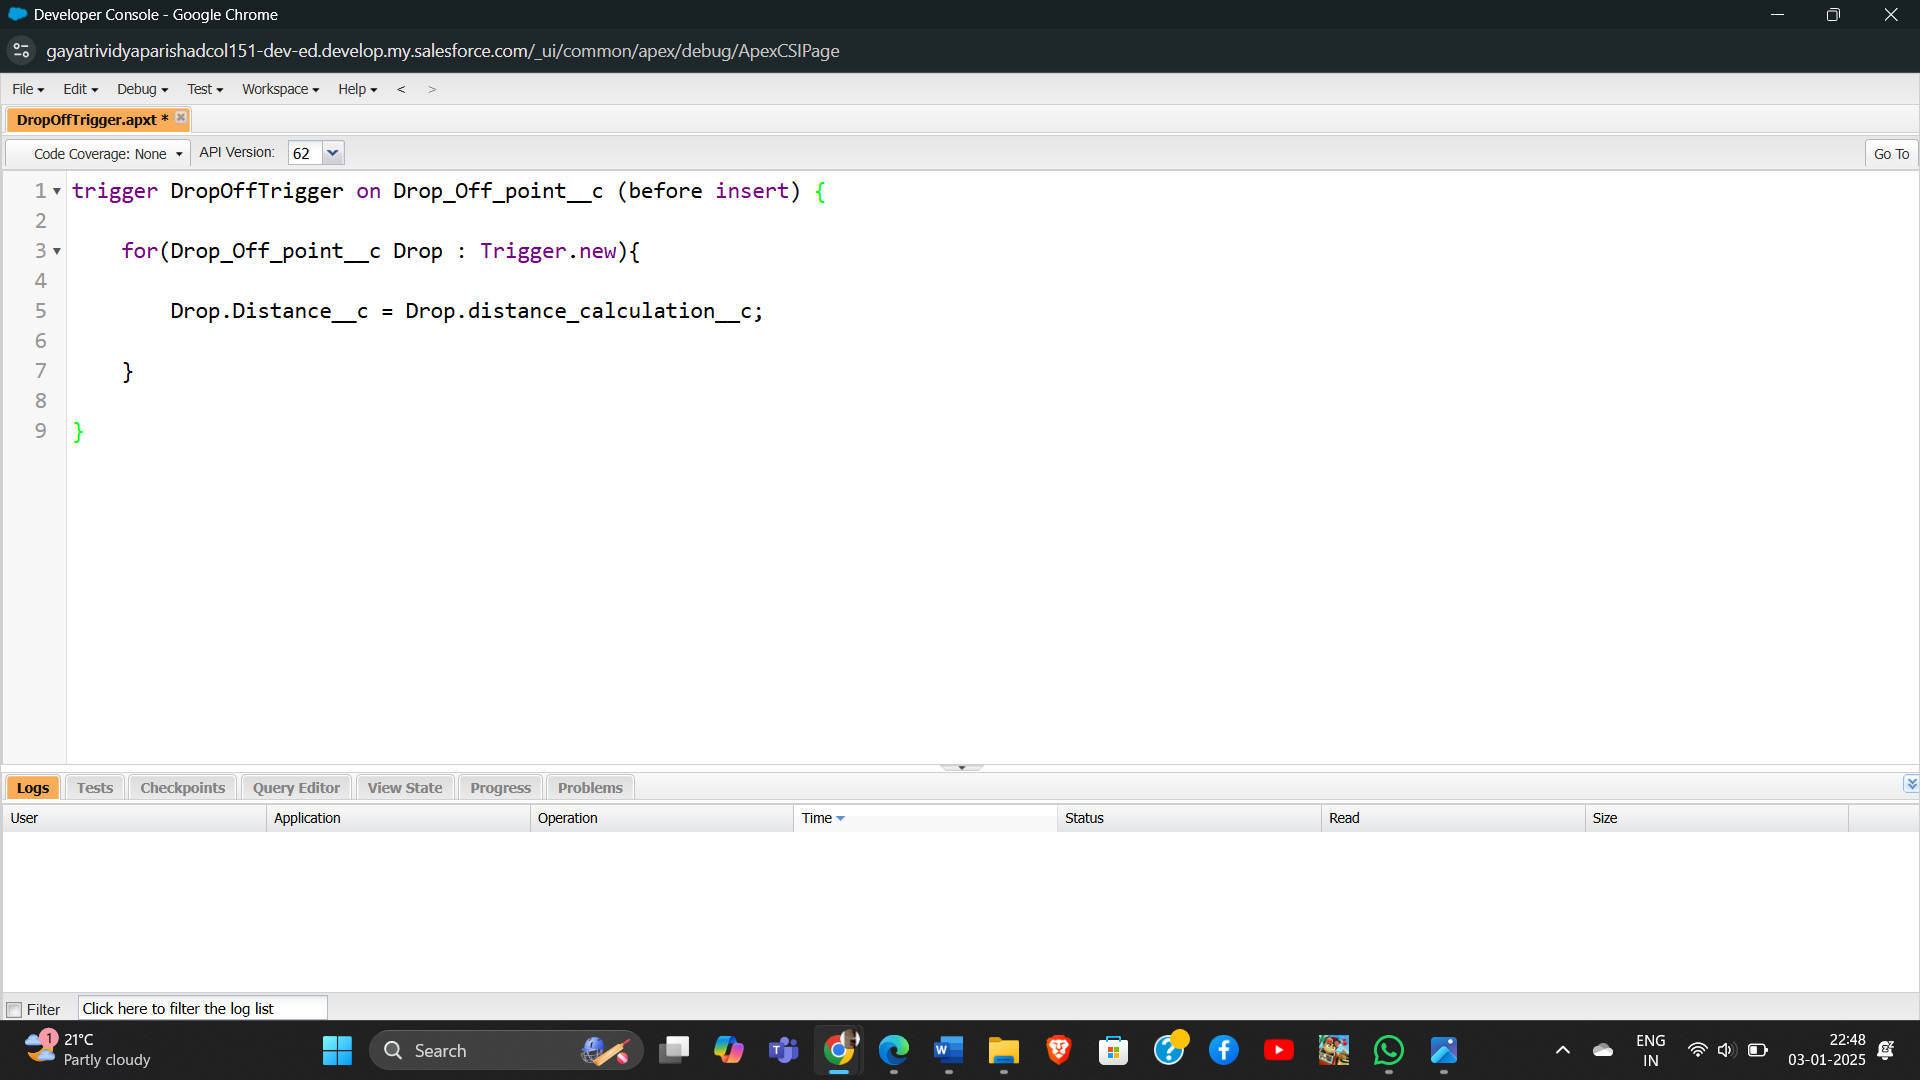 Developer Console - Google Chrome
gayatrividyaparishadcol151-dev-ed.develop.my.salesforce.com/_ui/common/apex/debug/ApexCSIPage
File Edit Debug Test Workspace Help < >
DropOffTrigger.apxt *
Code Coverage: None API Version: 62 Go To
1 trigger DropOffTrigger on Drop_Off_point__c (before insert) {
2
3 for(Drop_Off_point__c Drop : Trigger.new){
4
5 Drop.Distance__c = Drop.distance_calculation__c;
6
7 }
8
9 }
Logs Tests Checkpoints Query Editor View State Progress Problems
User Application Operation Time Status Read Size
Filter Click here to filter the log list
1 21°C
Partly cloudy
Search
ENG
IN
22:48
03-01-2025